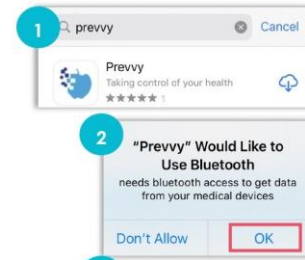 1
prevvy
Cancel
Prevvy
Taking control of your health
★★★★★ 1
2
"Prevvy" Would Like to
Use Bluetooth
needs bluetooth access to get data
from your medical devices
Don't Allow
OK